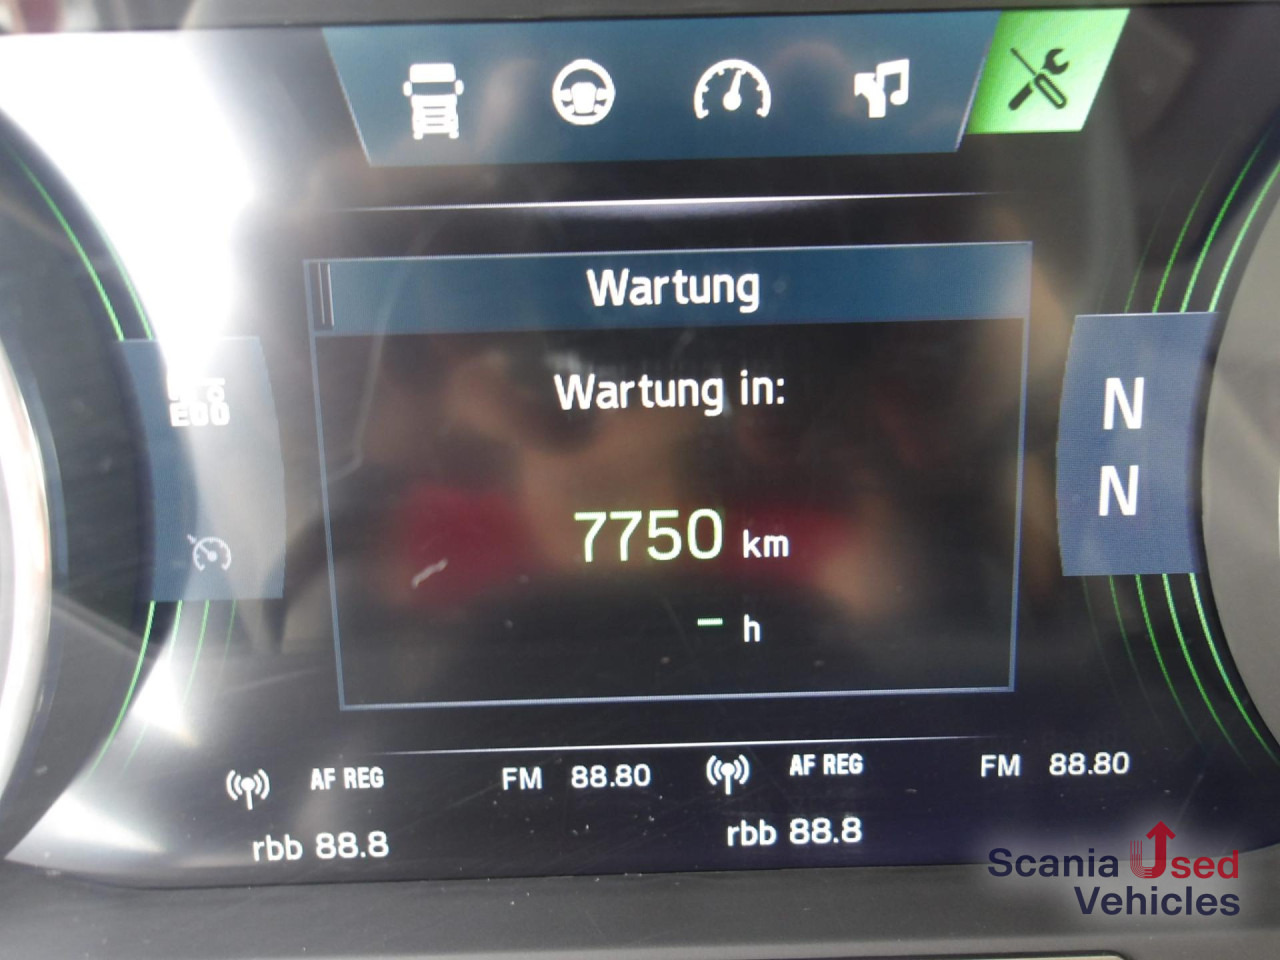 Wartung
Wartung in:
7750 km
– h
N
N
AF REG FM 88.80
rbb 88.8
AF REG FM 88.80
rbb 88.8
Scania Used
Vehicles